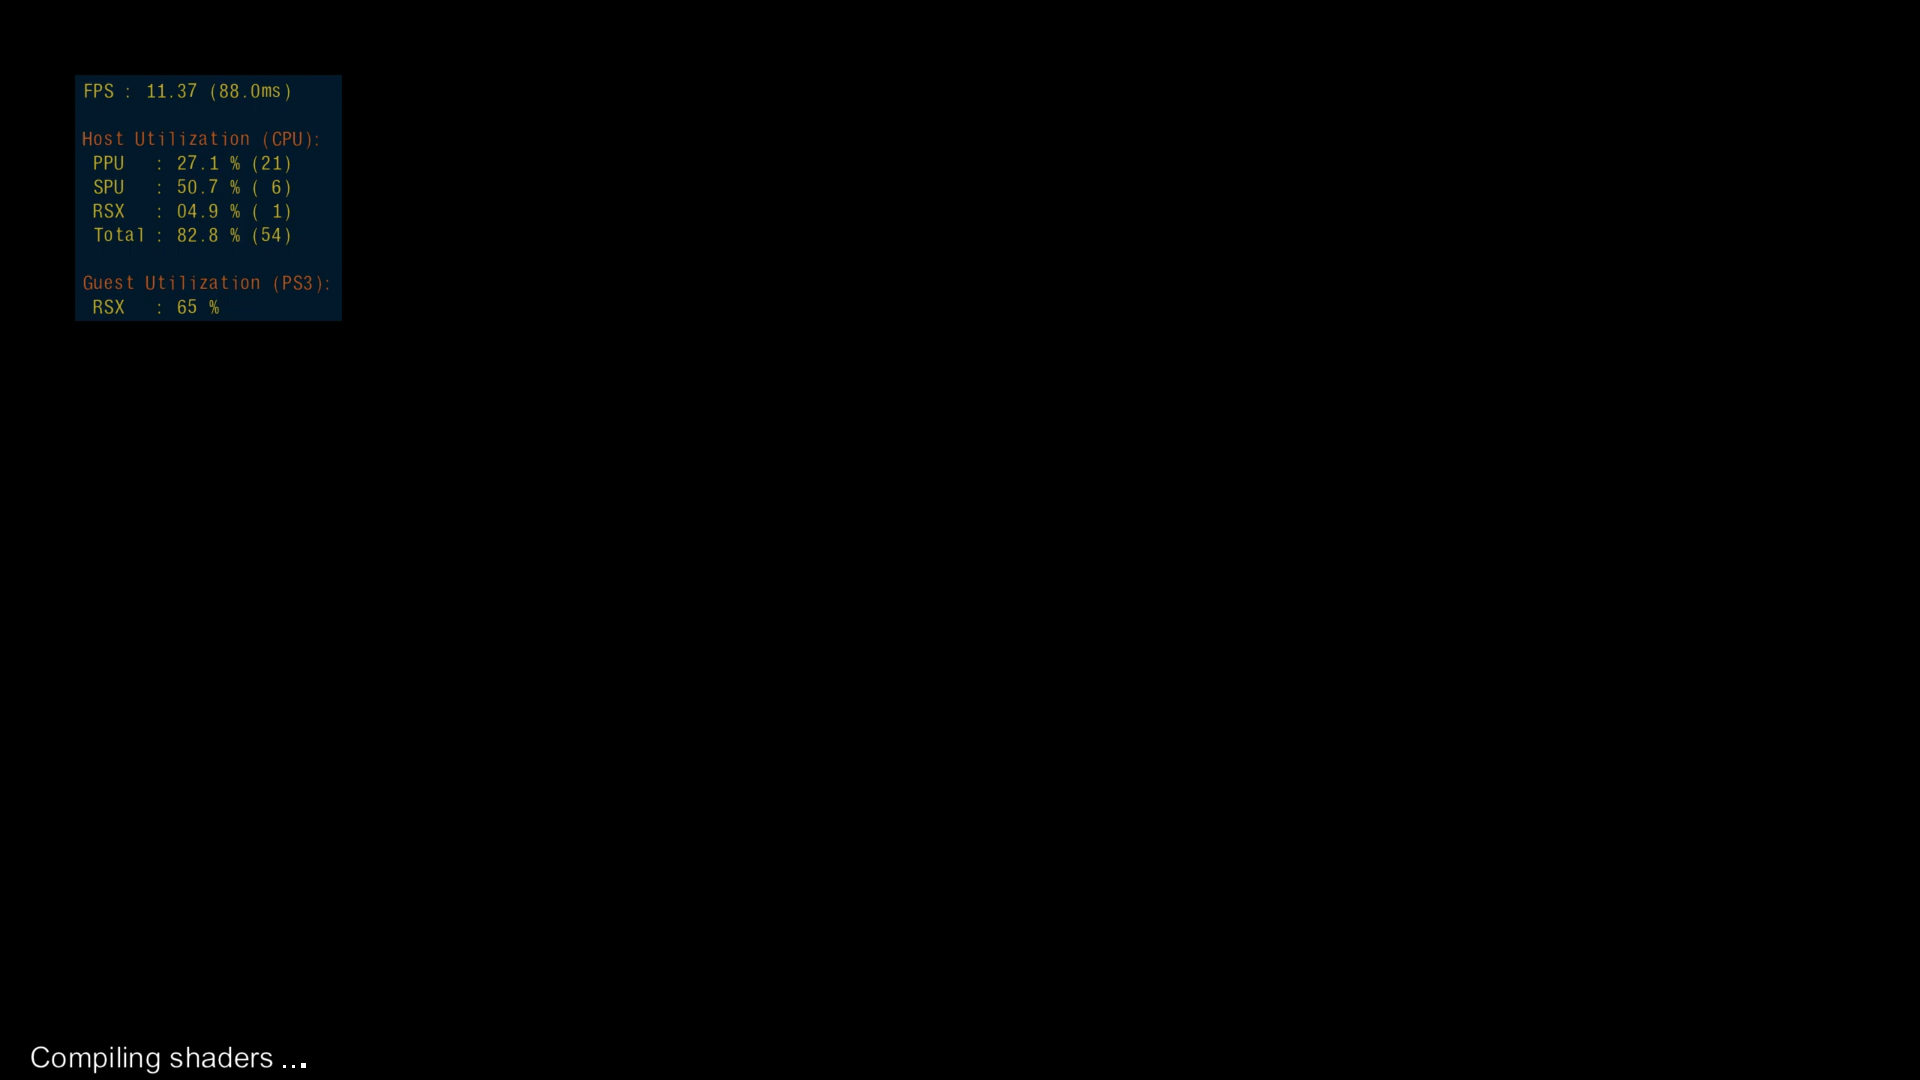 FPS : 11.37 (88.0ms)
Host Utilization (CPU):
PPU : 27.1 % (21)
SPU : 50.7 % ( 6)
RSX : 04.9 % ( 1)
Total : 82.8 % (54)
Guest Utilization (PS3):
RSX : 65 %
Compiling shaders ...